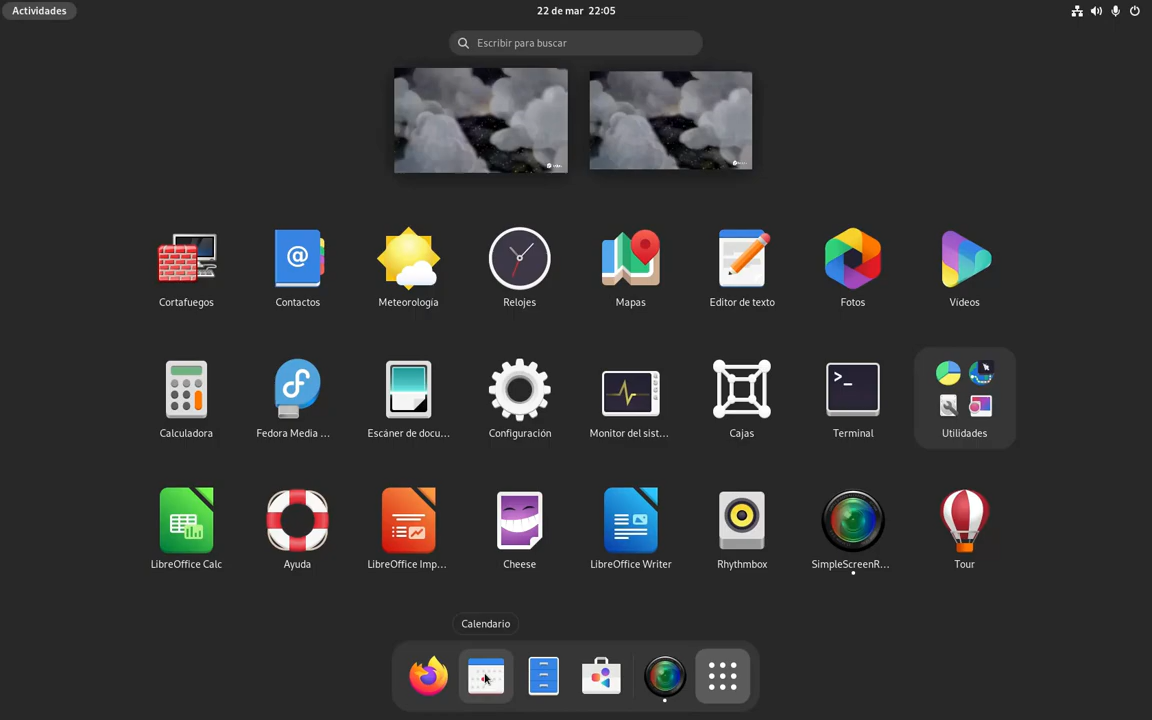 Actividades
22 de mar 22:05
Escribir para buscar
Cortafuegos
Contactos
Meteorología
Relojes
Mapas
Editor de texto
Fotos
Vídeos
Calculadora
Fedora Media ...
Escáner de docu...
Configuración
Monitor del sist...
Cajas
Terminal
Utilidades
LibreOffice Calc
Ayuda
LibreOffice Imp...
Cheese
LibreOffice Writer
Rhythmbox
SimpleScreenR...
Tour
Calendario